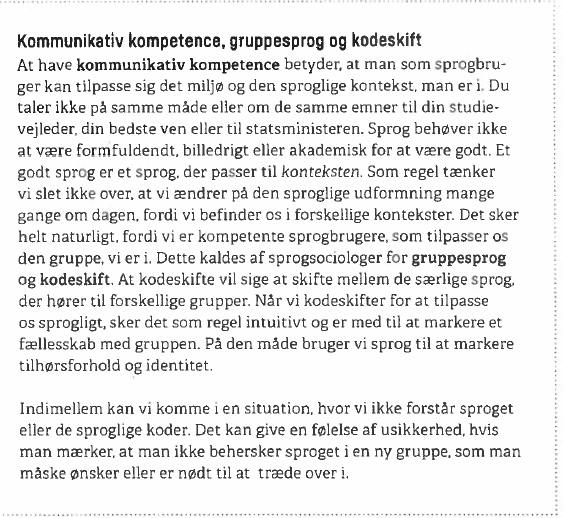 Kommunikativ kompetence, gruppesprog og kodeskift
At have kommunikativ kompetence betyder, at man som sprogbru-
ger kan tilpasse sig det miljø og den sproglige kontekst, man er i. Du
taler ikke på samme måde eller om de samme emner til din studie-
vejleder, din bedste ven eller til statsministeren. Sprog behøver ikke
at være formfuldendt, billedrigt eller akademisk for at være godt. Et
godt sprog er et sprog, der passer til konteksten. Som regel tænker
vi slet ikke over, at vi ændrer på den sproglige udformning mange
gange om dagen, fordi vi befinder os i forskellige kontekster. Det sker
helt naturligt, fordi vi er kompetente sprogbrugere, som tilpasser os
den gruppe, vi er i. Dette kaldes af sprogsociologer for gruppesprog
og kodeskift. At kodeskifte vil sige at skifte mellem de særlige sprog,
der hører til forskellige grupper. Når vi kodeskifter for at tilpasse
os sprogligt, sker det som regel intuitivt og er med til at markere et
fællesskab med gruppen. På den måde bruger vi sprog til at markere
tilhørsforhold og identitet.
Indimellem kan vi komme i en situation, hvor vi ikke forstår sproget
eller de sproglige koder. Det kan give en følelse af usikkerhed, hvis
man mærker, at man ikke behersker sproget i en ny gruppe, som man
måske ønsker eller er nødt til at træde over i.